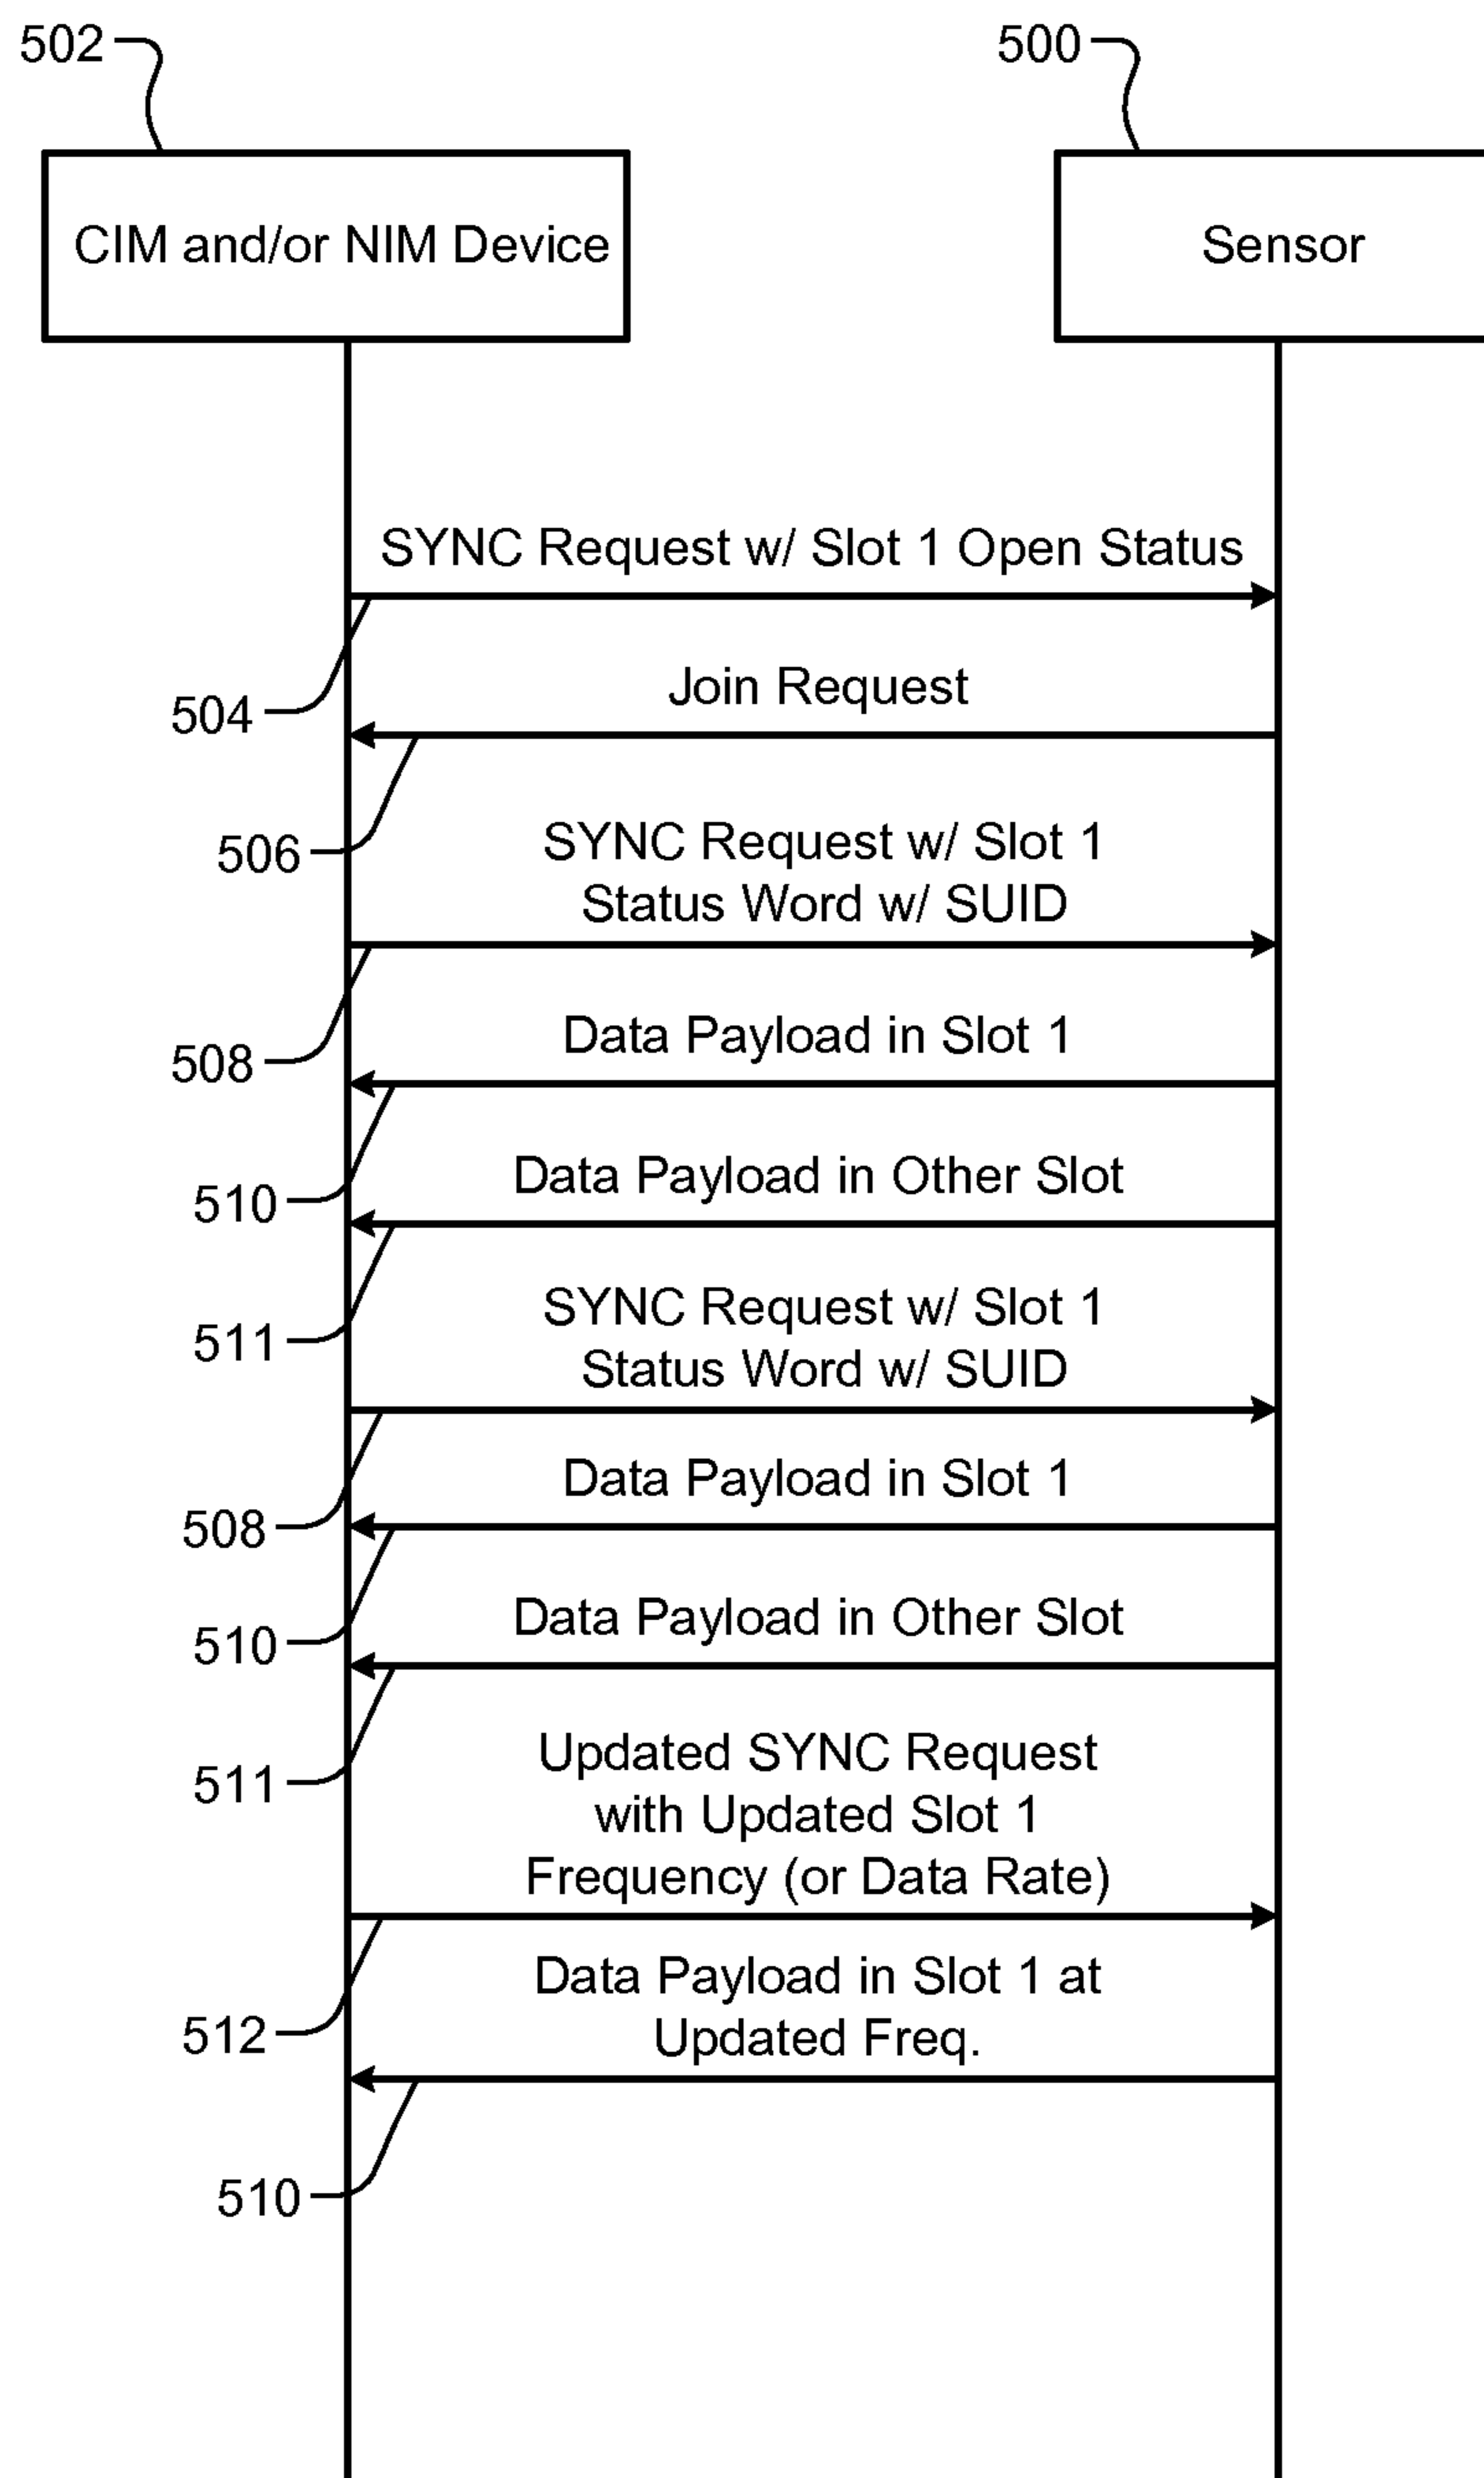 502
500
CIM and/or NIM Device
Sensor
SYNC Request w/ Slot 1 Open Status
504
Join Request
506
SYNC Request w/ Slot 1
Status Word w/ SUID
508
Data Payload in Slot 1
510
Data Payload in Other Slot
511
SYNC Request w/ Slot 1
Status Word w/ SUID
508
Data Payload in Slot 1
510
Data Payload in Other Slot
511
Updated SYNC Request
with Updated Slot 1
Frequency (or Data Rate)
512
Data Payload in Slot 1 at
Updated Freq.
510